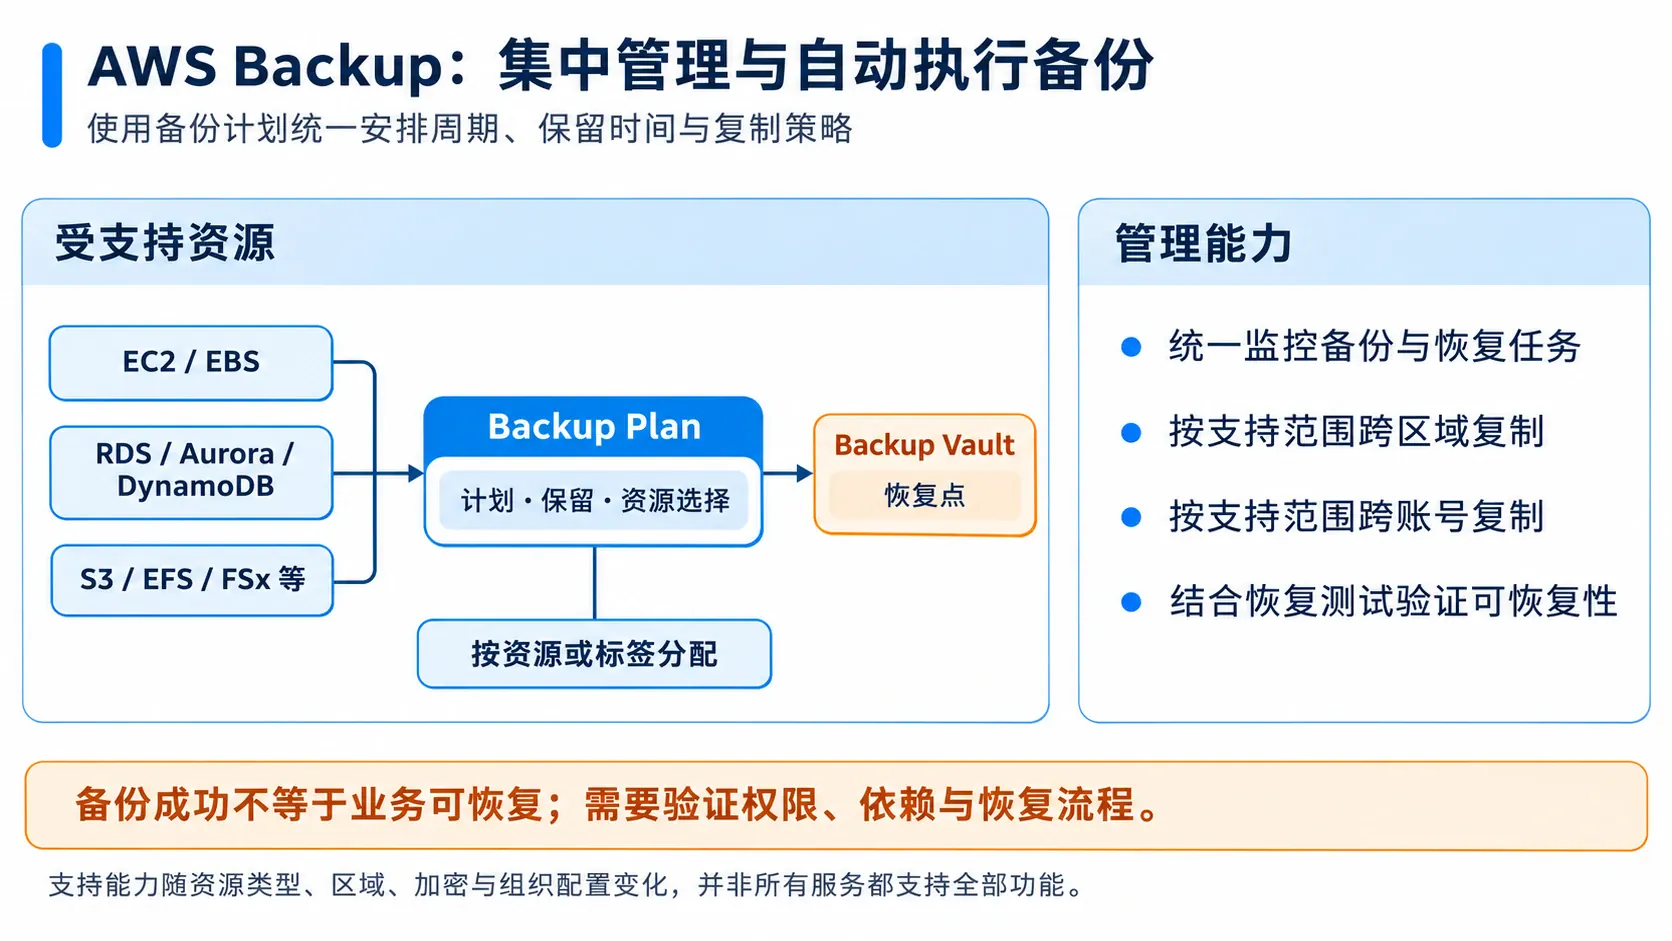 AWS Backup：集中管理与自动执行备份
使用备份计划统一安排周期、保留时间与复制策略
受支持资源
EC2 / EBS
RDS / Aurora /
DynamoDB
S3 / EFS / FSx 等
Backup Plan
计划·保留·资源选择
按资源或标签分配
Backup Vault
恢复点
管理能力
统一监控备份与恢复任务
按支持范围跨区域复制
按支持范围跨账号复制
结合恢复测试验证可恢复性
备份成功不等于业务可恢复；需要验证权限、依赖与恢复流程。
支持能力随资源类型、区域、加密与组织配置变化，并非所有服务都支持全部功能。